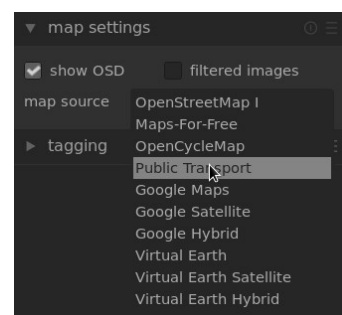 map settings
show OSD filtered images
map source OpenStreetMap I
Maps-For-Free
tagging OpenCycleMap
Public Transport
Google Maps
Google Satellite
Google Hybrid
Virtual Earth
Virtual Earth Satellite
Virtual Earth Hybrid